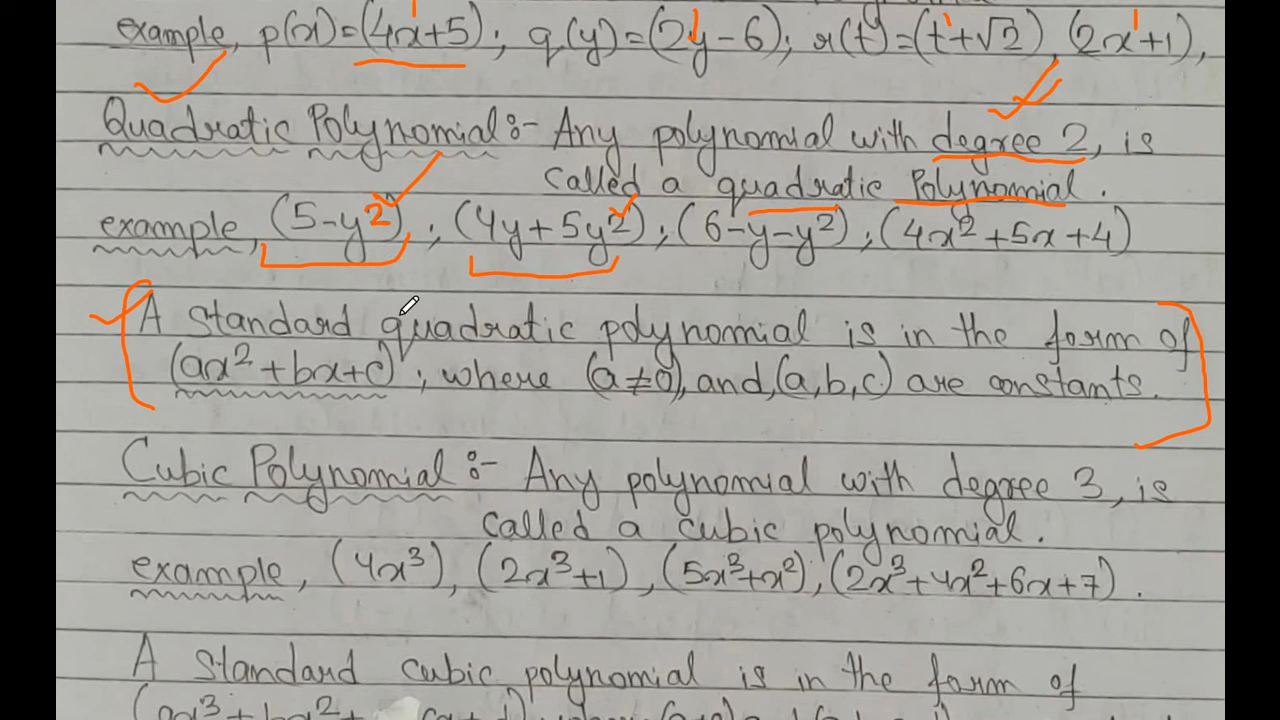 example, p(x)=(4x+5); q(y)=(2y-6); r(t)=(t+√2), (2x+1),
Quadratic Polynomial:- Any polynomial with degree 2, is
called a quadratic Polynomial.
example, (5-y²), ; (4y+5y²); (6-y-y²), (4x²+5x+4)
A standard quadratic polynomial is in the form of
(ax²+bx+c), where (a≠0), and, (a,b,c) are constants.
Cubic Polynomial :- Any polynomial with degree 3, is
called a cubic polynomial.
example, (4x³), (2x³+1), (5x³+x²), (2x³+4x²+6x+7).
A standard cubic polynomial is in the form of